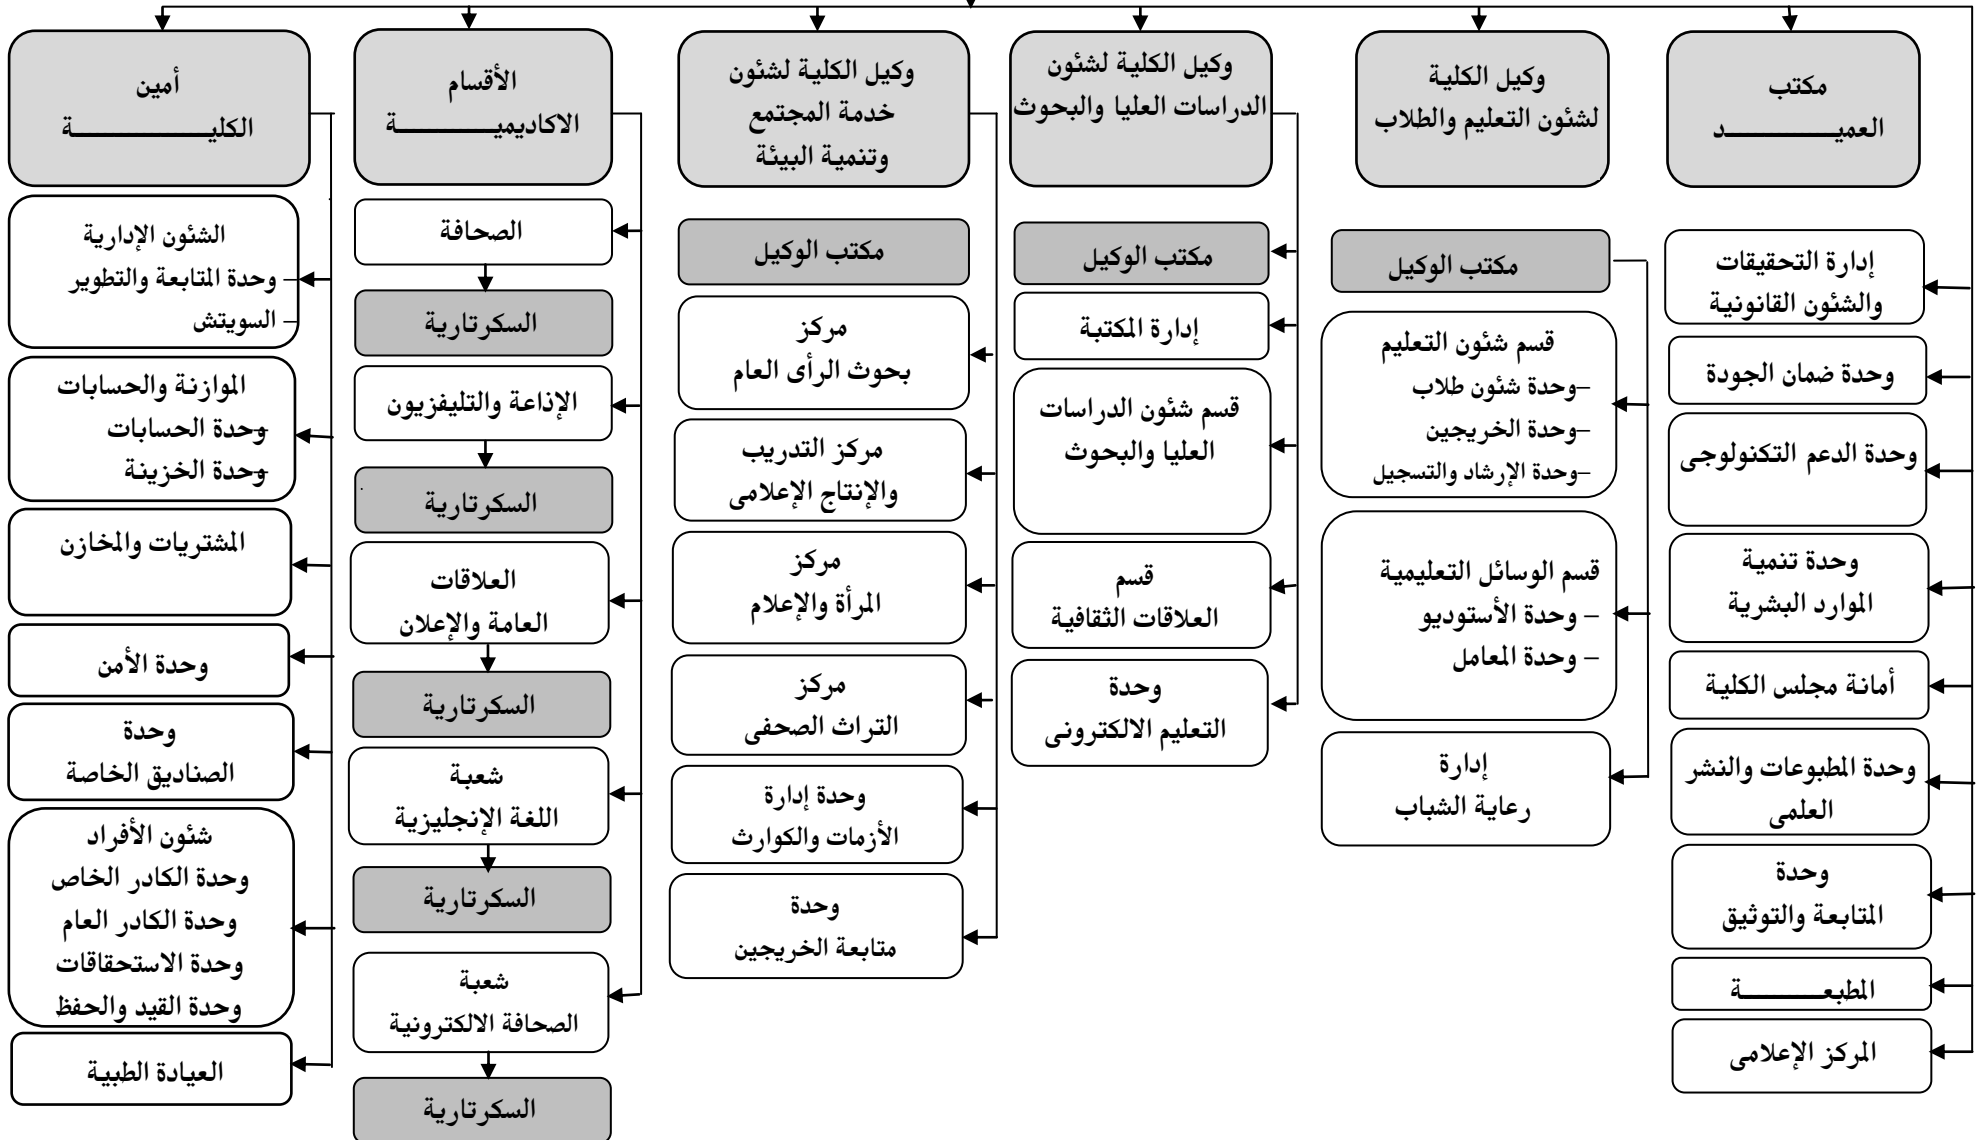 مكتب
العميـــــــد
إدارة التحقيقات
والشئون القانونية
وحدة ضمان الجودة
وحدة الدعم التكنولوجى
وحدة تنمية
الموارد البشرية
أمانة مجلس الكلية
وحدة المطبوعات والنشر
العلمى
وحدة
المتابعة والتوثيق
المطبعـــــــة
المركز الإعلامى
وكيل الكلية
لشئون التعليم والطلاب
مكتب الوكيل
قسم شئون التعليم
–وحدة شئون طلاب
–وحدة الخريجين
–وحدة الإرشاد والتسجيل
قسم الوسائل التعليمية
– وحدة الأستوديو
– وحدة المعامل
إدارة
رعاية الشباب
وكيل الكلية لشئون
الدراسات العليا والبحوث
مكتب الوكيل
إدارة المكتبة
قسم شئون الدراسات
العليا والبحوث
قسم
العلاقات الثقافية
وحدة
التعليم الالكترونى
وكيل الكلية لشئون
خدمة المجتمع
وتنمية البيئة
مكتب الوكيل
مركز
بحوث الرأى العام
مركز التدريب
والإنتاج الإعلامى
مركز
المرأة والإعلام
مركز
التراث الصحفى
وحدة إدارة
الأزمات والكوارث
وحدة
متابعة الخريجين
الأقسام
الاكاديميـــــــة
الصحافة
السكرتارية
الإذاعة والتليفزيون
السكرتارية
العلاقات
العامة والإعلان
السكرتارية
شعبة
اللغة الإنجليزية
السكرتارية
شعبة
الصحافة الالكترونية
السكرتارية
أمين
الكليـــــــة
الشئون الإدارية
– وحدة المتابعة والتطوير
– السويتش
الموازنة والحسابات
-وحدة الحسابات
-وحدة الخزينة
المشتريات والمخازن
وحدة الأمن
وحدة
الصناديق الخاصة
شئون الأفراد
وحدة الكادر الخاص
وحدة الكادر العام
وحدة الاستحقاقات
وحدة القيد والحفظ
العيادة الطبية